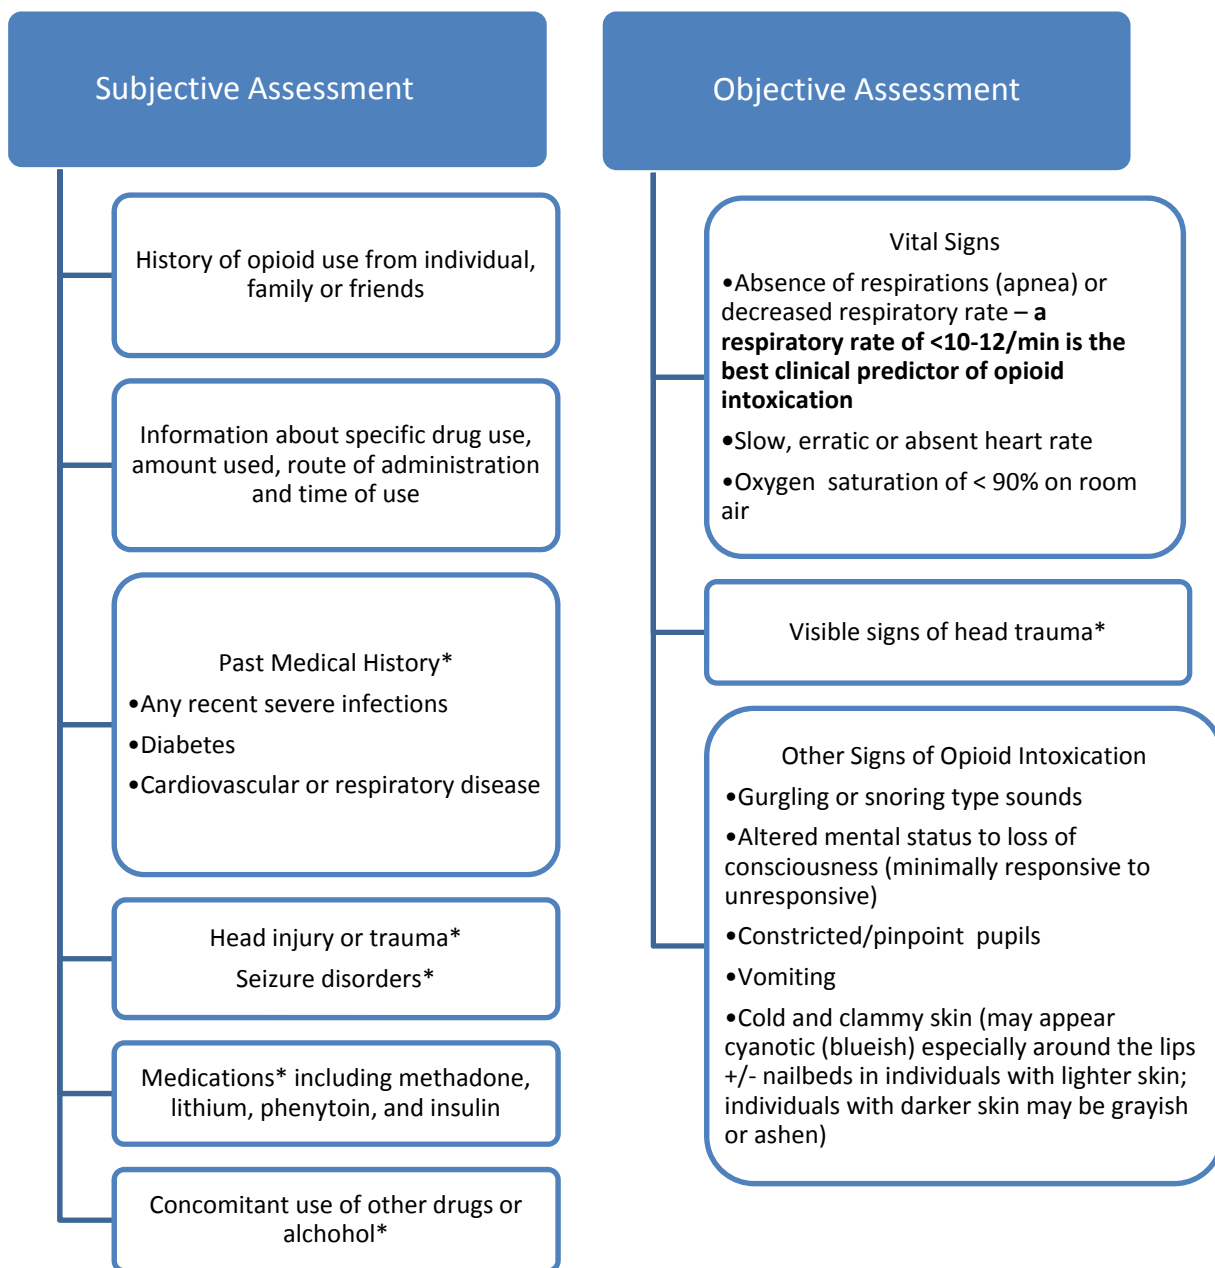 Subjective Assessment
History of opioid use from individual,
family or friends
Information about specific drug use,
amount used, route of administration
and time of use
Past Medical History*
•Any recent severe infections
•Diabetes
•Cardiovascular or respiratory disease
Head injury or trauma*
Seizure disorders*
Medications* including methadone,
lithium, phenytoin, and insulin
Concomitant use of other drugs or
alchohol*
Objective Assessment
Vital Signs
•Absence of respirations (apnea) or
decreased respiratory rate – a
respiratory rate of <10-12/min is the
best clinical predictor of opioid
intoxication
•Slow, erratic or absent heart rate
•Oxygen saturation of < 90% on room
air
Visible signs of head trauma*
Other Signs of Opioid Intoxication
•Gurgling or snoring type sounds
•Altered mental status to loss of
consciousness (minimally responsive to
unresponsive)
•Constricted/pinpoint pupils
•Vomiting
•Cold and clammy skin (may appear
cyanotic (blueish) especially around the lips
+/- nailbeds in individuals with lighter skin;
individuals with darker skin may be grayish
or ashen)